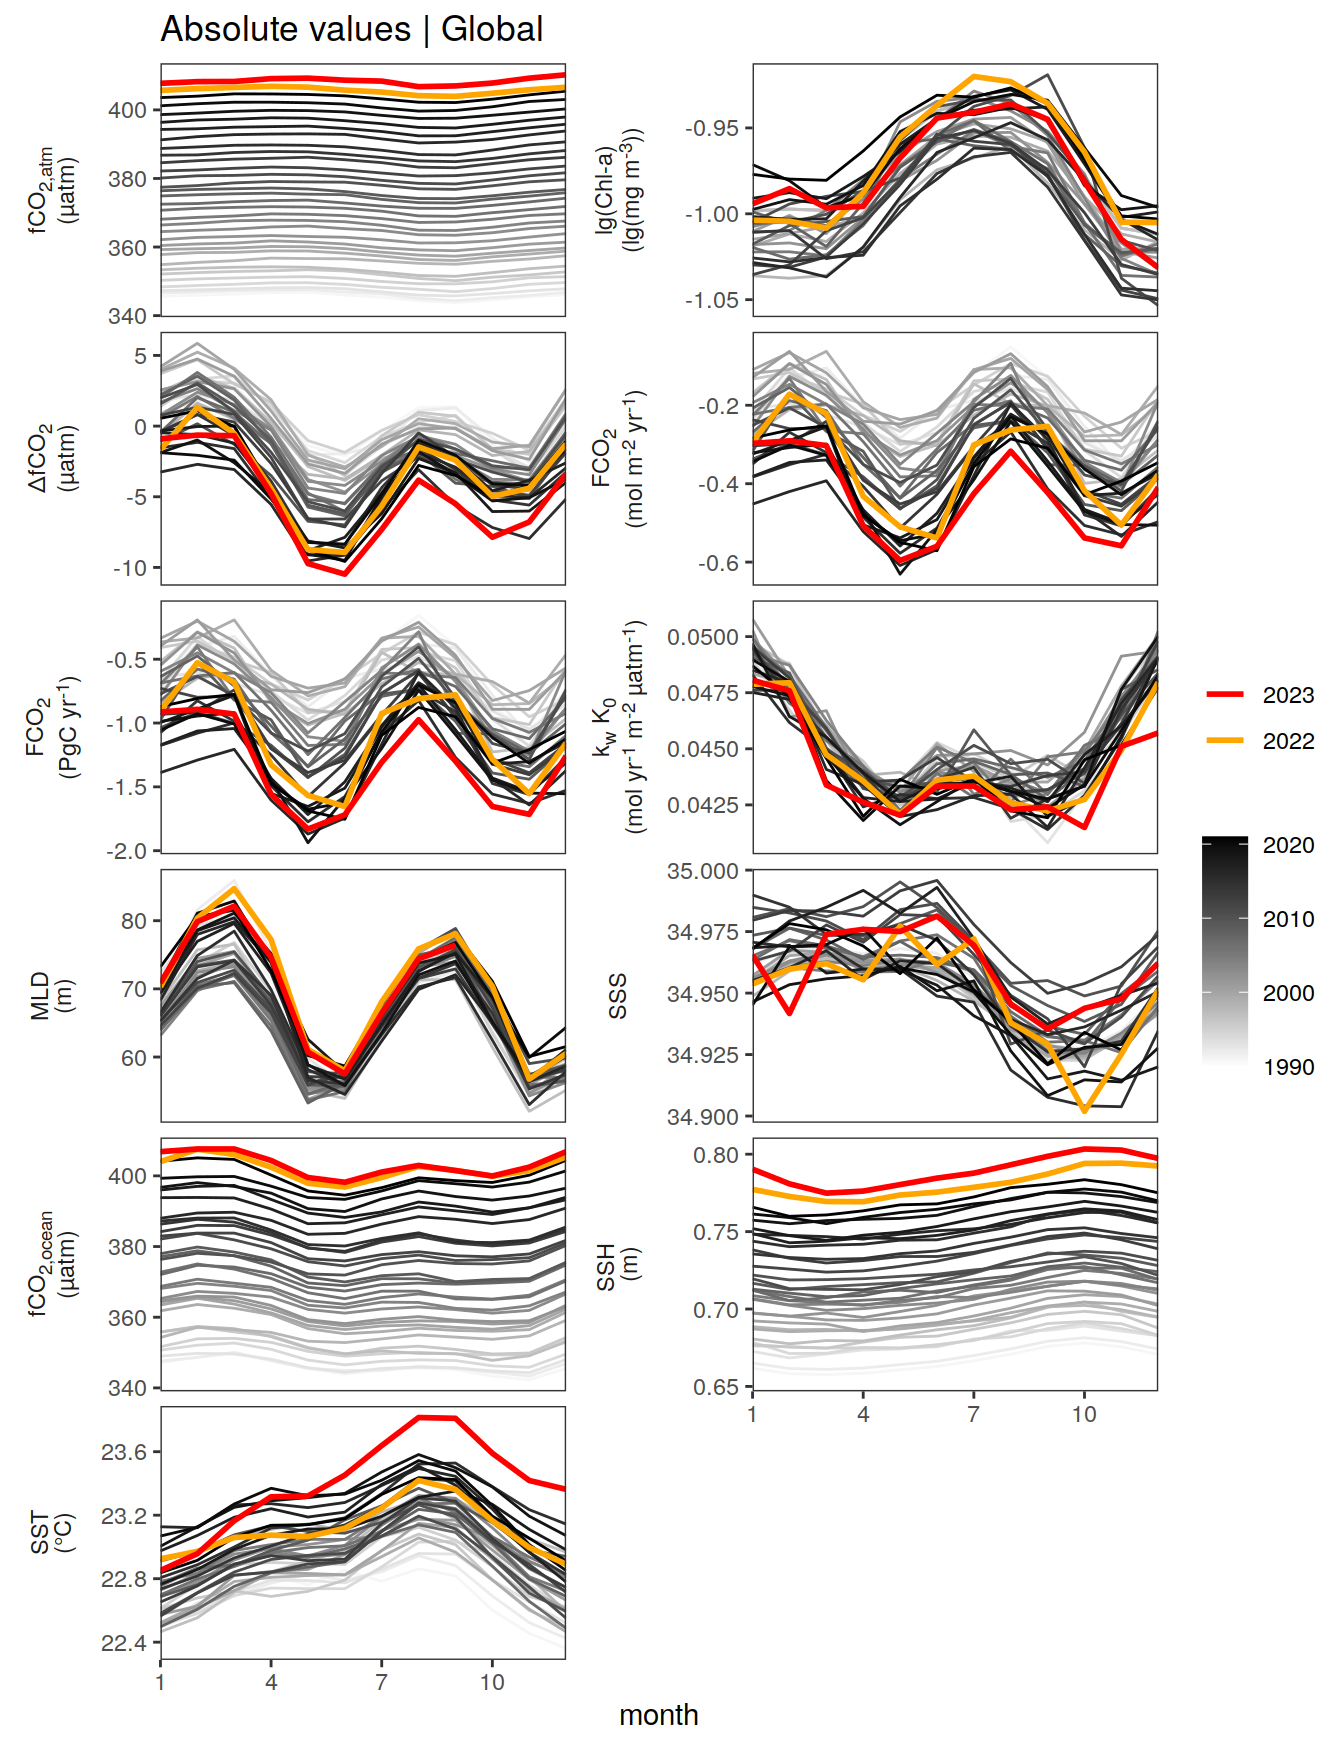 Absolute values | Global
fCO2,atm
(µatm)
400
380
360
340
lg(Chl-a)
(lg(mg m-3))
-0.95
-1.00
-1.05
ΔfCO2
(µatm)
5
0
-5
-10
FCO2
(mol m-2 yr-1)
-0.2
-0.4
-0.6
FCO2
(PgC yr-1)
-0.5
-1.0
-1.5
-2.0
kw K0
(mol yr-1 m-2 µatm-1)
0.0500
0.0475
0.0450
0.0425
MLD
(m)
80
70
60
SSS
35.000
34.975
34.950
34.925
34.900
fCO2,ocean
(µatm)
400
380
360
340
SSH
(m)
0.80
0.75
0.70
0.65
1 4 7 10
SST
(°C)
23.6
23.2
22.8
22.4
1 4 7 10
month
2023
2022
2020
2010
2000
1990